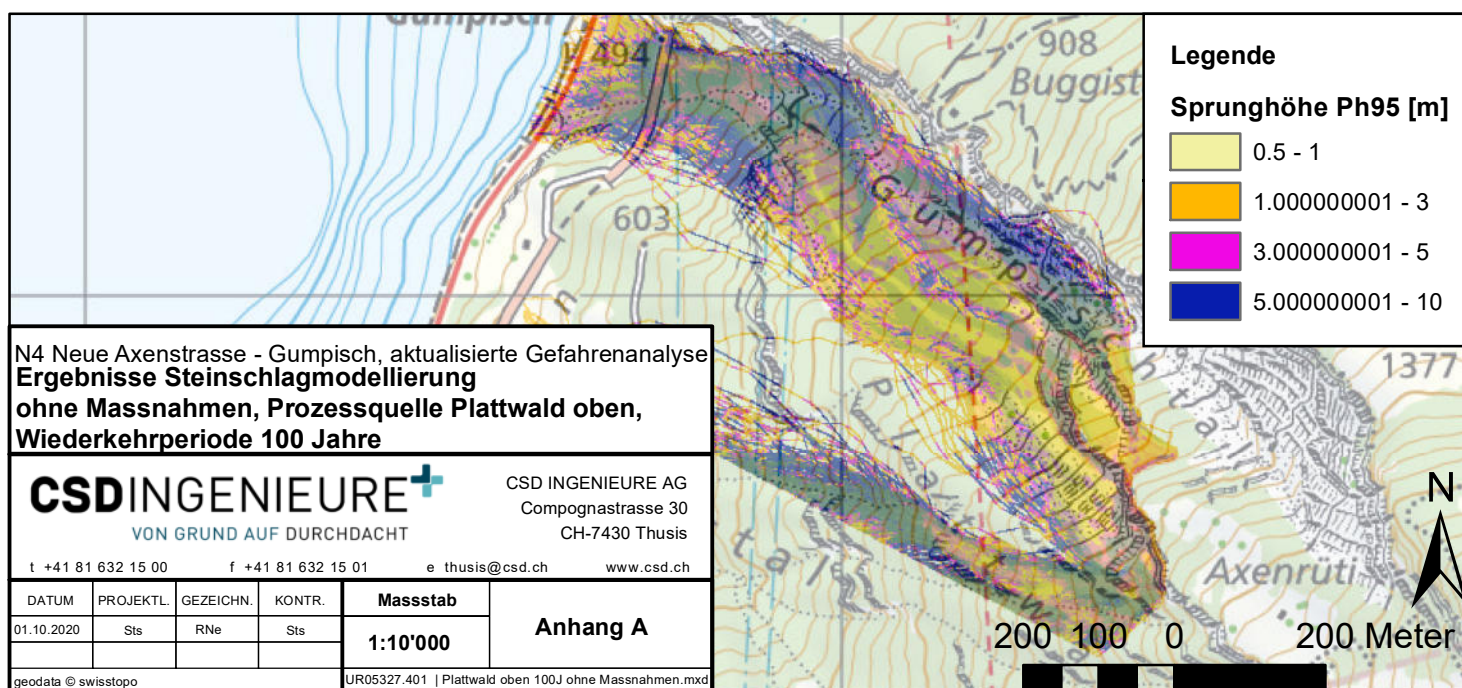 Gumpisch
494
908
Buggist
603
Gumpischtal
1377
Axenrüti
Legende
Sprunghöhe Ph95 [m]
0.5 - 1
1.000000001 - 3
3.000000001 - 5
5.000000001 - 10
N4 Neue Axenstrasse - Gumpisch, aktualisierte Gefahrenanalyse
Ergebnisse Steinschlagmodellierung
ohne Massnahmen, Prozessquelle Plattwald oben,
Wiederkehrperiode 100 Jahre
CSDINGENIEURE+
VON GRUND AUF DURCHDACHT
CSD INGENIEURE AG
Compognastrasse 30
CH-7430 Thusis
t +41 81 632 15 00 f +41 81 632 15 01 e thusis@csd.ch www.csd.ch
DATUM PROJEKTL. GEZEICHN. KONTR. Massstab
01.10.2020 Sts RNe Sts 1:10'000
Anhang A
geodata © swisstopo UR05327.401 | Plattwald oben 100J ohne Massnahmen.mxd
N
200 100 0 200 Meter